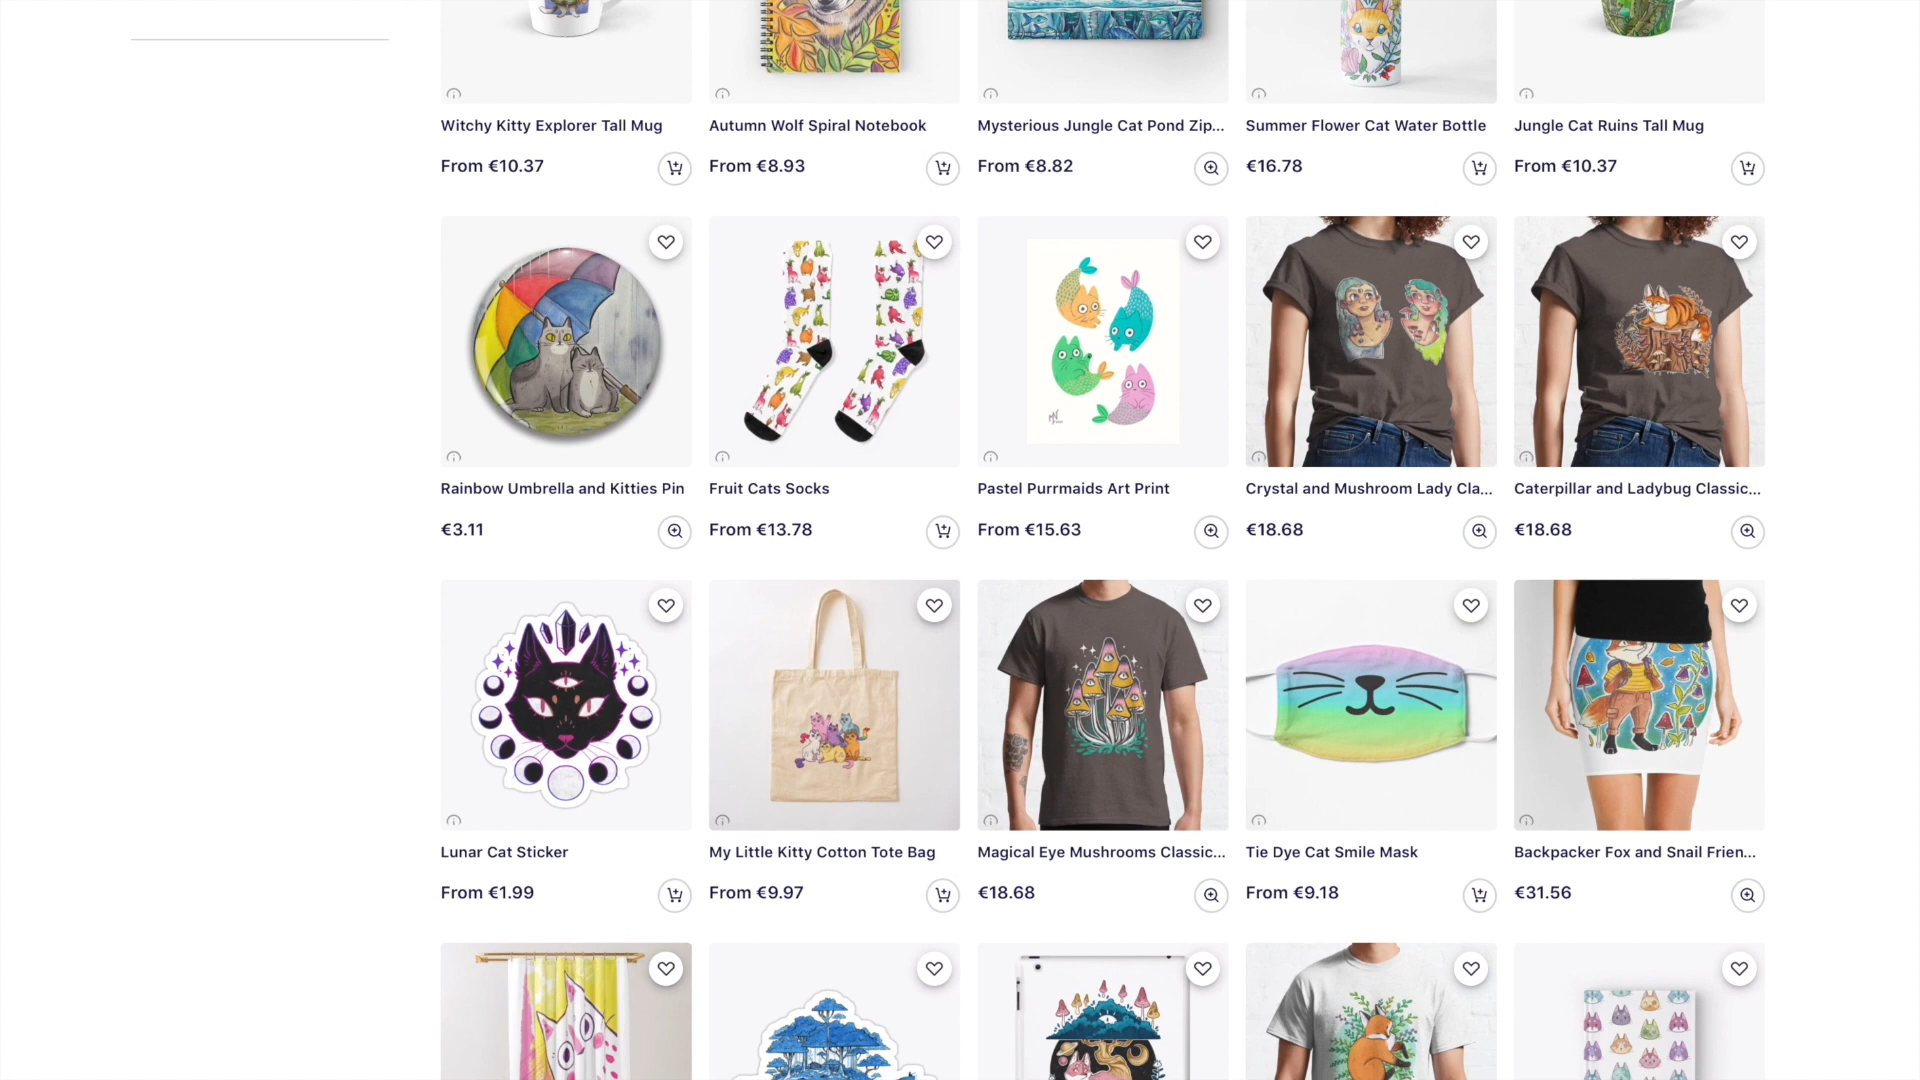 Witchy Kitty Explorer Tall Mug
Autumn Wolf Spiral Notebook
Mysterious Jungle Cat Pond Zip...
Summer Flower Cat Water Bottle
Jungle Cat Ruins Tall Mug
From €10.37
From €8.93
From €8.82
€16.78
From €10.37
Rainbow Umbrella and Kitties Pin
Fruit Cats Socks
Pastel Purrmaids Art Print
Crystal and Mushroom Lady Cla...
Caterpillar and Ladybug Classic...
€3.11
From €13.78
From €15.63
€18.68
€18.68
Lunar Cat Sticker
My Little Kitty Cotton Tote Bag
Magical Eye Mushrooms Classic...
Tie Dye Cat Smile Mask
Backpacker Fox and Snail Frien...
From €1.99
From €9.97
€18.68
From €9.18
€31.56